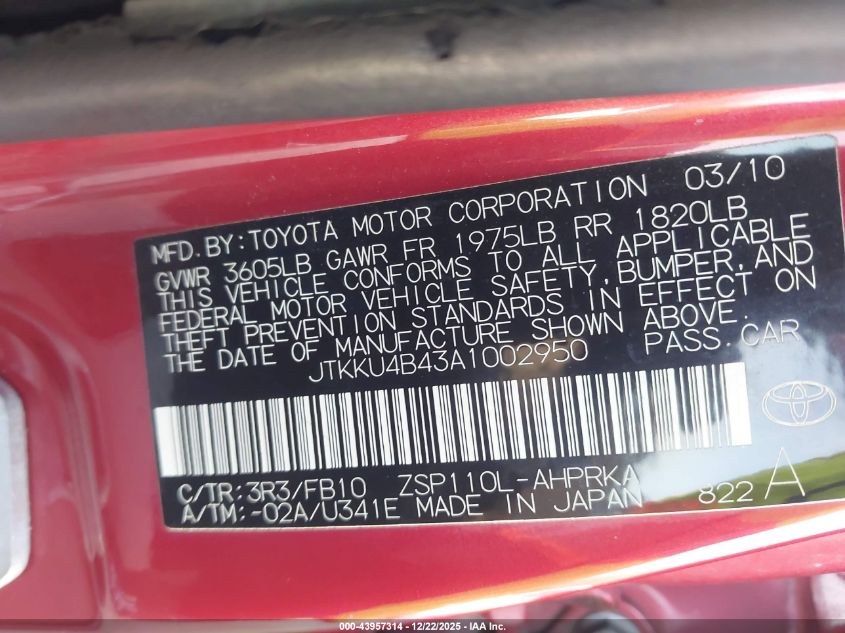 MFD. BY: TOYOTA MOTOR CORPORATION 03/10
GVWR 3605LB GAWR FR 1975LB RR 1820LB
THIS VEHICLE CONFORMS TO ALL APPLICABLE
FEDERAL MOTOR VEHICLE SAFETY, BUMPER, AND
THEFT PREVENTION STANDARDS IN EFFECT ON
THE DATE OF MANUFACTURE SHOWN ABOVE.
JTKKU4B43A1002950 PASS. CAR
C/TR: 3R3/FB10 ZSP110L-AHPRKA
A/TM: -02A/U341E MADE IN JAPAN 822 A
000-43957314 - 12/22/2025 - IAAI.COM